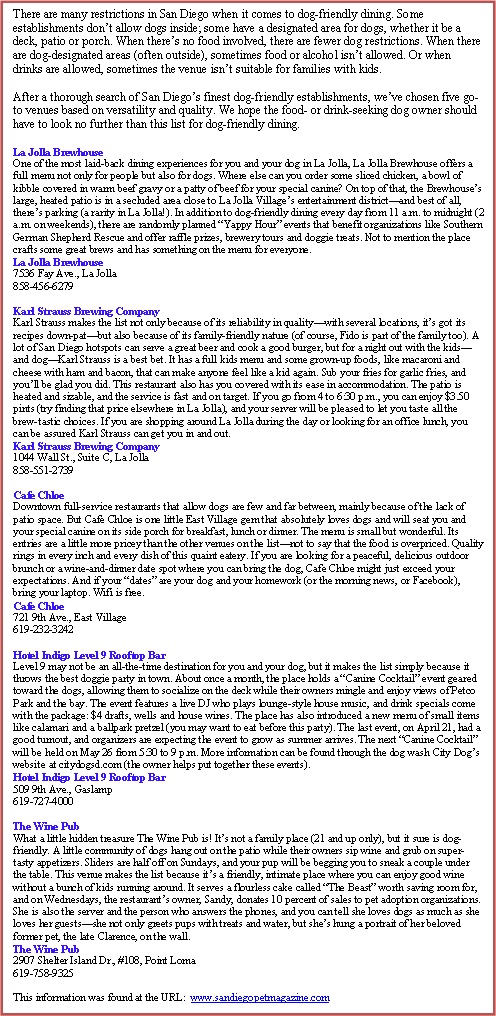 There are many restrictions in San Diego when it comes to dog-friendly dining. Some
establishments don't allow dogs inside; some have a designated area for dogs, whether it be a
deck, patio or porch. When there's no food involved, there are fewer dog restrictions. When there
are dog-designated areas (often outside), sometimes food or alcohol isn't allowed. Or when
drinks are allowed, sometimes the venue isn't suitable for families with kids.
After a thorough search of San Diego's finest dog-friendly establishments, we've chosen five go-
to venues based on versatility and quality. We hope the food- or drink-seeking dog owner should
have to look no further than this list for dog-friendly dining.
La Jolla Brewhouse
One of the most laid-back dining experiences for you and your dog in La Jolla, La Jolla Brewhouse offers a
full menu not only for people but also for dogs. Where else can you order some sliced chicken, a bowl of
kibble covered in warm beef gravy or a patty of beef for your special canine? On top of that, the Brewhouse's
large, heated patio is in a secluded area close to La Jolla Village's entertainment district—and best of all,
there's parking (a rarity in La Jolla!). In addition to dog-friendly dining every day from 11 a.m. to midnight (2
a.m. on weekends), there are randomly planned "Yappy Hour" events that benefit organizations like Southern
German Shepherd Rescue and offer raffle prizes, brewery tours and doggie treats. Not to mention the place
crafts some great brews and has something on the menu for everyone.
La Jolla Brewhouse
7536 Fay Ave., La Jolla
858-456-6279
Karl Strauss Brewing Company
Karl Strauss makes the list not only because of its reliability in quality—with several locations, it's got its
recipes down-pat—but also because of its family-friendly nature (of course, Fido is part of the family too). A
lot of San Diego hotspots can serve a great beer and cook a good burger, but for a night out with the kids—
and dog—Karl Strauss is a best bet. It has a full kids menu and some grown-up foods, like macaroni and
cheese with ham and bacon, that can make anyone feel like a kid again. Sub your fries for garlic fries, and
you'll be glad you did. This restaurant also has you covered with its ease in accommodation. The patio is
heated and sizable, and the service is fast and on target. If you go from 4 to 6:30 p.m., you can enjoy $3.50
pints (try finding that price elsewhere in La Jolla), and your server will be pleased to let you taste all the
brew-tastic choices. If you are shopping around La Jolla during the day or looking for an office lunch, you
can be assured Karl Strauss can get you in and out.
Karl Strauss Brewing Company
1044 Wall St., Suite C, La Jolla
858-551-2739
Café Chloe
Downtown full-service restaurants that allow dogs are few and far between, mainly because of the lack of
patio space. But Café Chloe is one little East Village gem that absolutely loves dogs and will seat you and
your special canine on its side porch for breakfast, lunch or dinner. The menu is small but wonderful. Its
entries are a little more pricey than the other venues on the list—not to say that the food is overpriced. Quality
rings in every inch and every dish of this quaint eatery. If you are looking for a peaceful, delicious outdoor
brunch or a wine-and-dinner date spot where you can bring the dog, Café Chloe might just exceed your
expectations. And if your "dates" are your dog and your homework (or the morning news, or Facebook),
bring your laptop. Wifi is free.
Café Chloe
721 9th Ave., East Village
619-232-3242
Hotel Indigo Level 9 Rooftop Bar
Level 9 may not be an all-the-time destination for you and your dog, but it makes the list simply because it
throws the best doggie party in town. About once a month, the place holds a "Canine Cocktail" event geared
toward the dogs, allowing them to socialize on the deck while their owners mingle and enjoy views of Petco
Park and the bay. The event features a live DJ who plays lounge-style house music, and drink specials come
with the package: $4 drafts, wells and house wines. The place has also introduced a new menu of small items
like calamari and a ballpark pretzel (you may want to eat before this party). The last event, on April 21, had a
good turnout, and organizers are expecting the event to grow as summer arrives. The next "Canine Cocktail"
will be held on May 26 from 5:30 to 9 p.m. More information can be found through the dog wash City Dog's
website at citydogsd.com (the owner helps put together these events).
Hotel Indigo Level 9 Rooftop Bar
509 9th Ave., Gaslamp
619-727-4000
The Wine Pub
What a little hidden treasure The Wine Pub is! It's not a family place (21 and up only), but it sure is dog-
friendly. A little community of dogs hang out on the patio while their owners sip wine and grub on super-
tasty appetizers. Sliders are half off on Sundays, and your pup will be begging you to sneak a couple under
the table. This venue makes the list because it's a friendly, intimate place where you can enjoy good wine
without a bunch of kids running around. It serves a flourless cake called "The Beast" worth saving room for,
and on Wednesdays, the restaurant's owner, Sandy, donates 10 percent of sales to pet adoption organizations.
She is also the server and the person who answers the phones, and you can tell she loves dogs as much as she
loves her guests—she not only greets pups with treats and water, but she's hung a portrait of her beloved
former pet, the late Clarence, on the wall.
The Wine Pub
2907 Shelter Island Dr., #108, Point Loma
619-758-9325
This information was found at the URL: www.sandiegopetmagazine.com